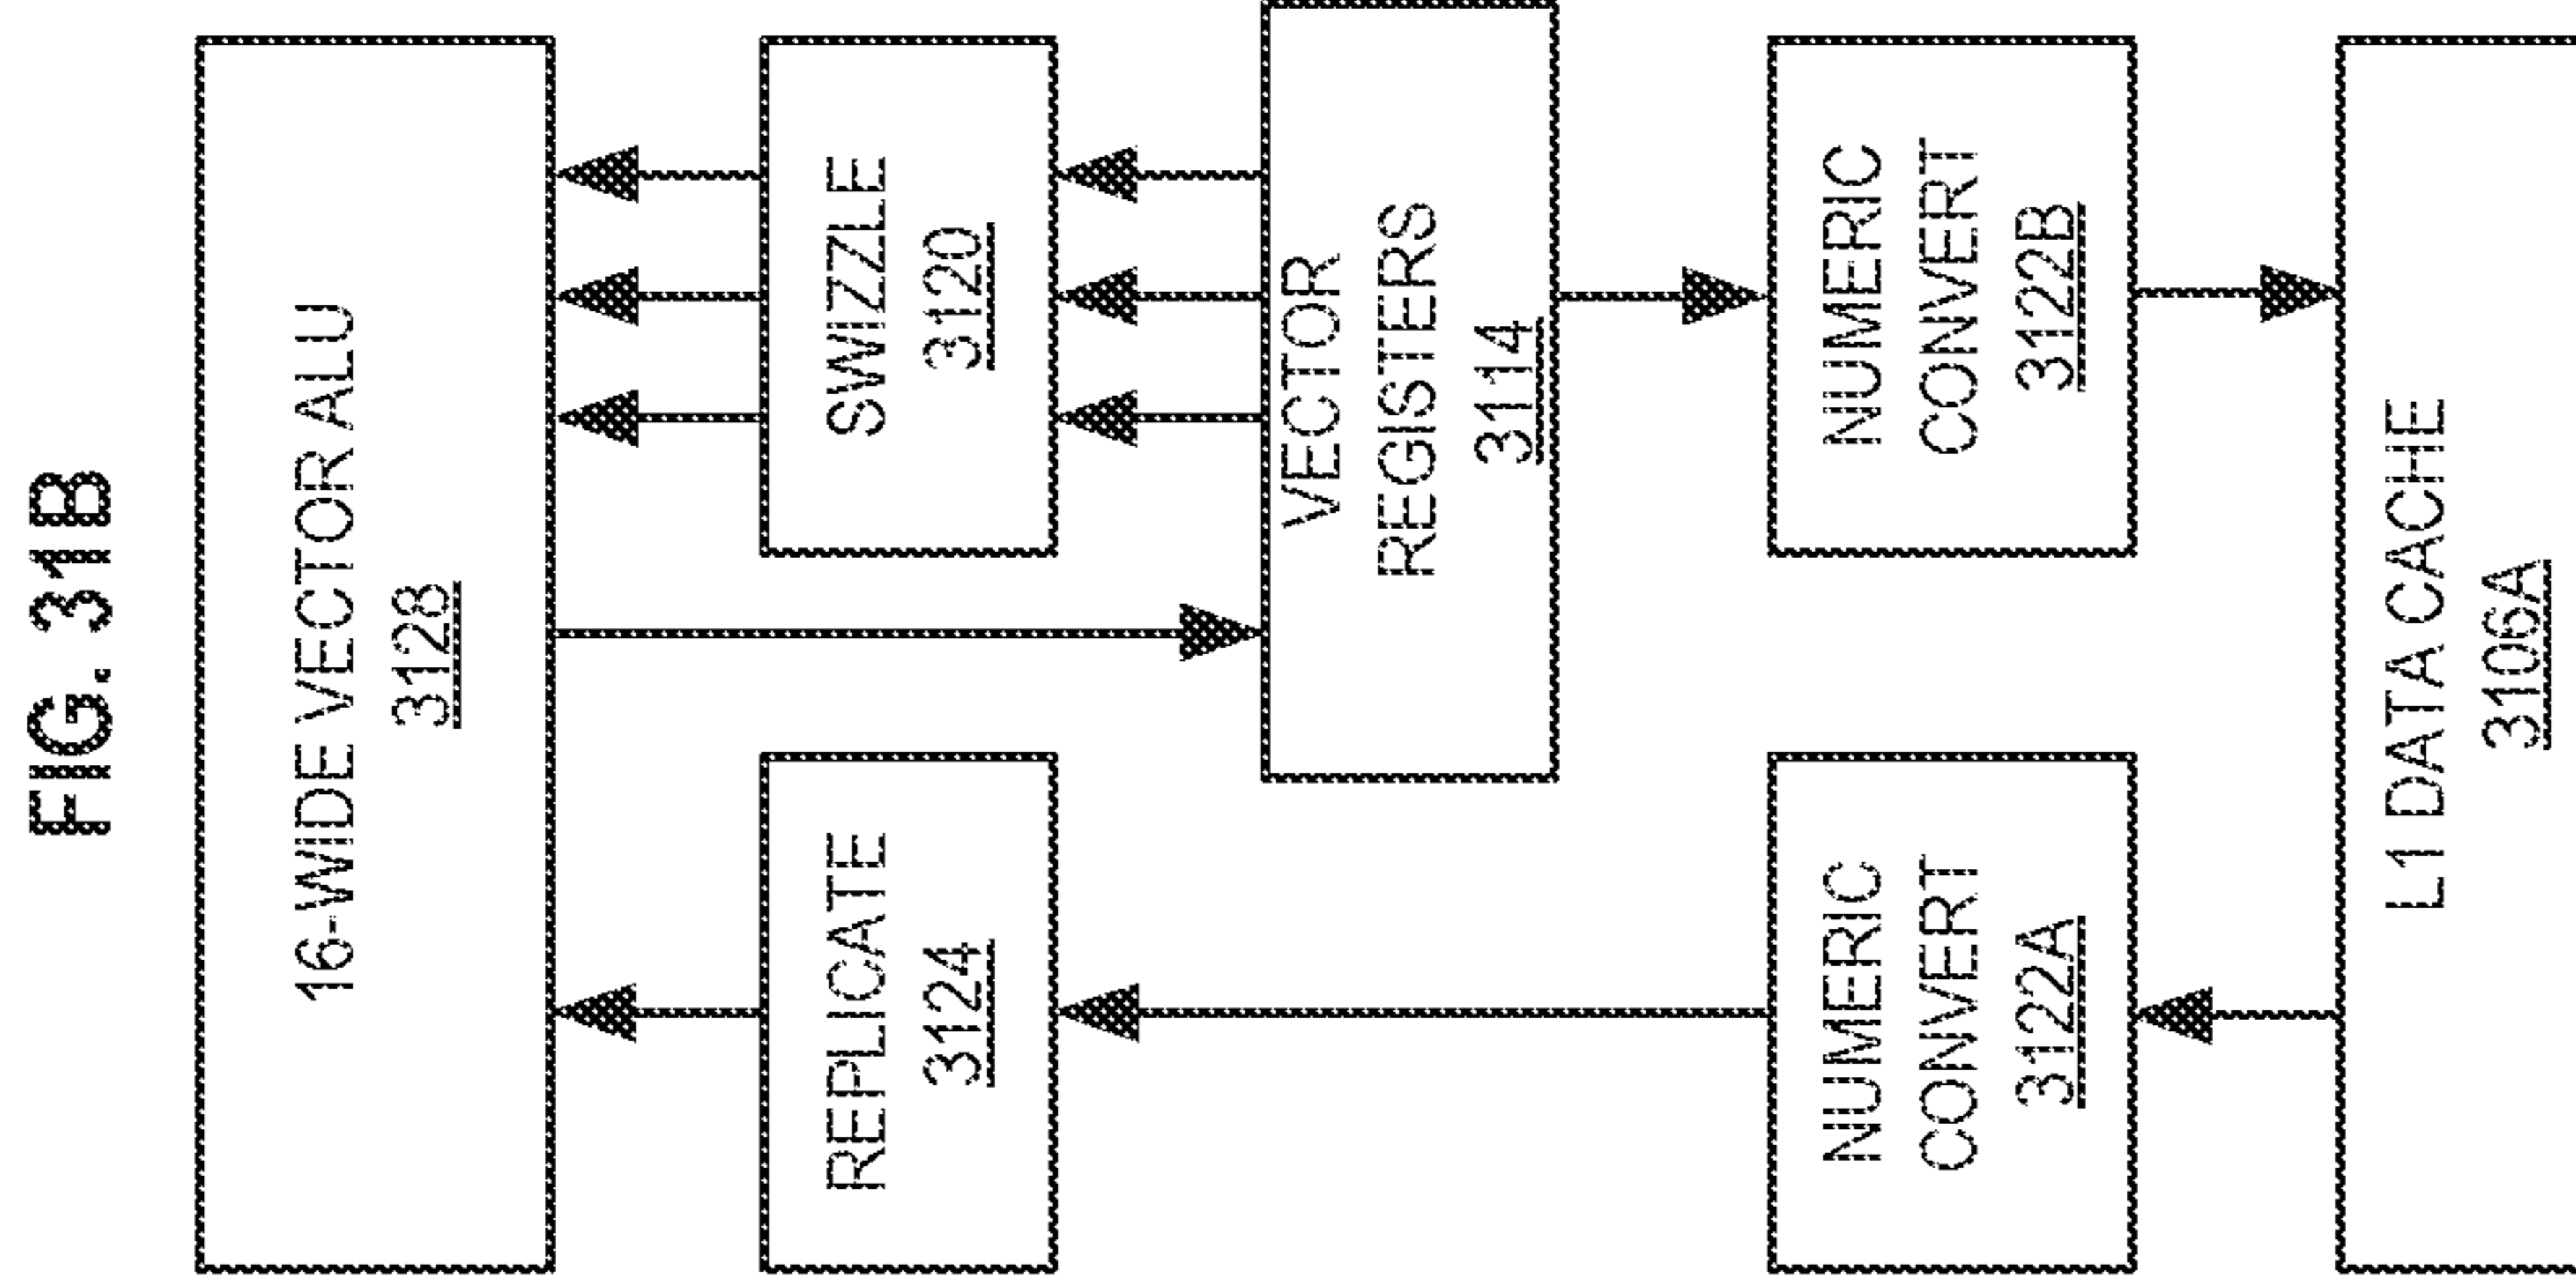 FIG. 31B
16-WIDE VECTOR ALU
3128
REPLICATE
3124
SWIZZLE
3120
VECTOR
REGISTERS
3114
NUMERIC
CONVERT
3122A
NUMERIC
CONVERT
3122B
L1 DATA CACHE
3106A